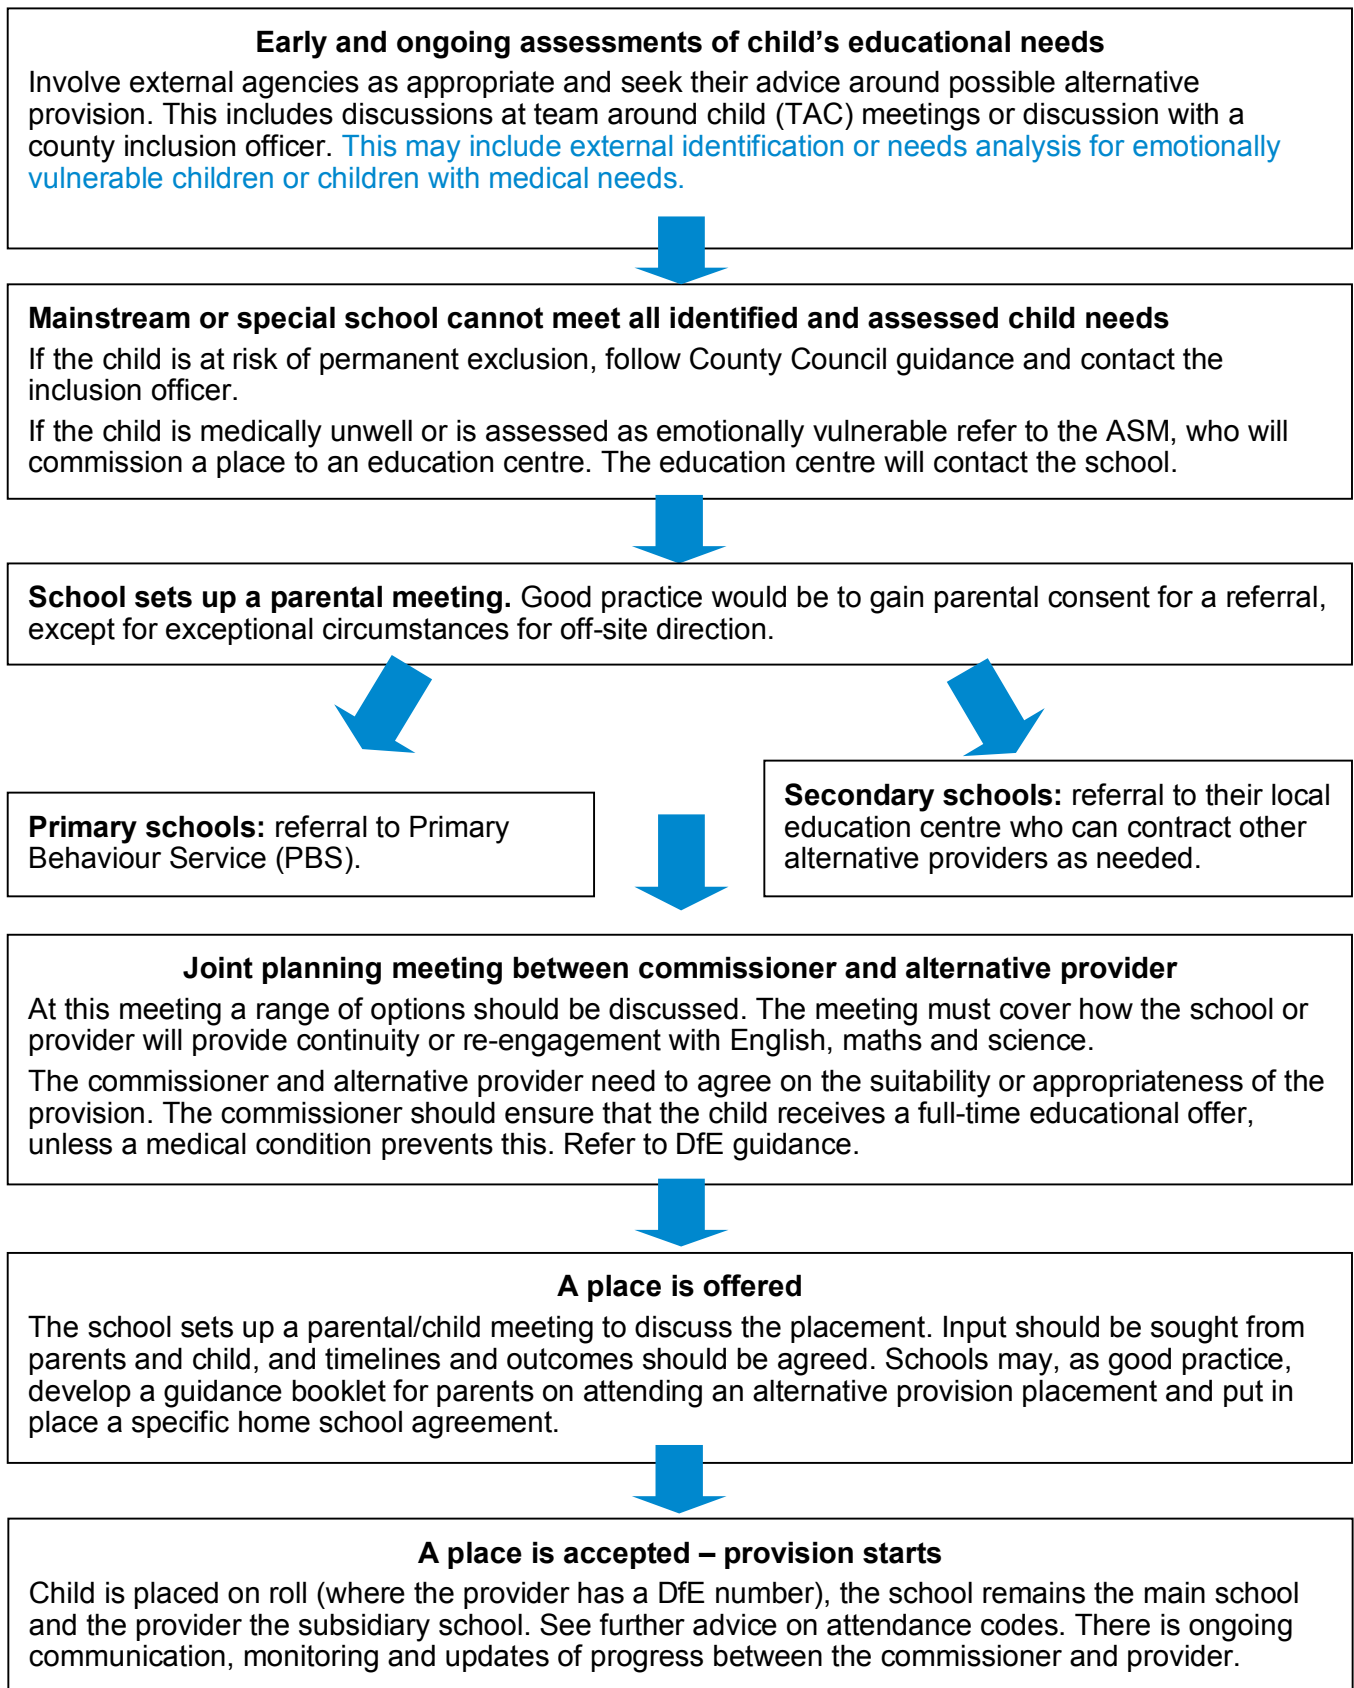 Early and ongoing assessments of child’s educational needs
Involve external agencies as appropriate and seek their advice around possible alternative
provision. This includes discussions at team around child (TAC) meetings or discussion with a
county inclusion officer. This may include external identification or needs analysis for emotionally
vulnerable children or children with medical needs.
Mainstream or special school cannot meet all identified and assessed child needs
If the child is at risk of permanent exclusion, follow County Council guidance and contact the
inclusion officer.
If the child is medically unwell or is assessed as emotionally vulnerable refer to the ASM, who will
commission a place to an education centre. The education centre will contact the school.
School sets up a parental meeting. Good practice would be to gain parental consent for a referral,
except for exceptional circumstances for off-site direction.
Primary schools: referral to Primary
Behaviour Service (PBS).
Secondary schools: referral to their local
education centre who can contract other
alternative providers as needed.
Joint planning meeting between commissioner and alternative provider
At this meeting a range of options should be discussed. The meeting must cover how the school or
provider will provide continuity or re-engagement with English, maths and science.
The commissioner and alternative provider need to agree on the suitability or appropriateness of the
provision. The commissioner should ensure that the child receives a full-time educational offer,
unless a medical condition prevents this. Refer to DfE guidance.
A place is offered
The school sets up a parental/child meeting to discuss the placement. Input should be sought from
parents and child, and timelines and outcomes should be agreed. Schools may, as good practice,
develop a guidance booklet for parents on attending an alternative provision placement and put in
place a specific home school agreement.
A place is accepted – provision starts
Child is placed on roll (where the provider has a DfE number), the school remains the main school
and the provider the subsidiary school. See further advice on attendance codes. There is ongoing
communication, monitoring and updates of progress between the commissioner and provider.